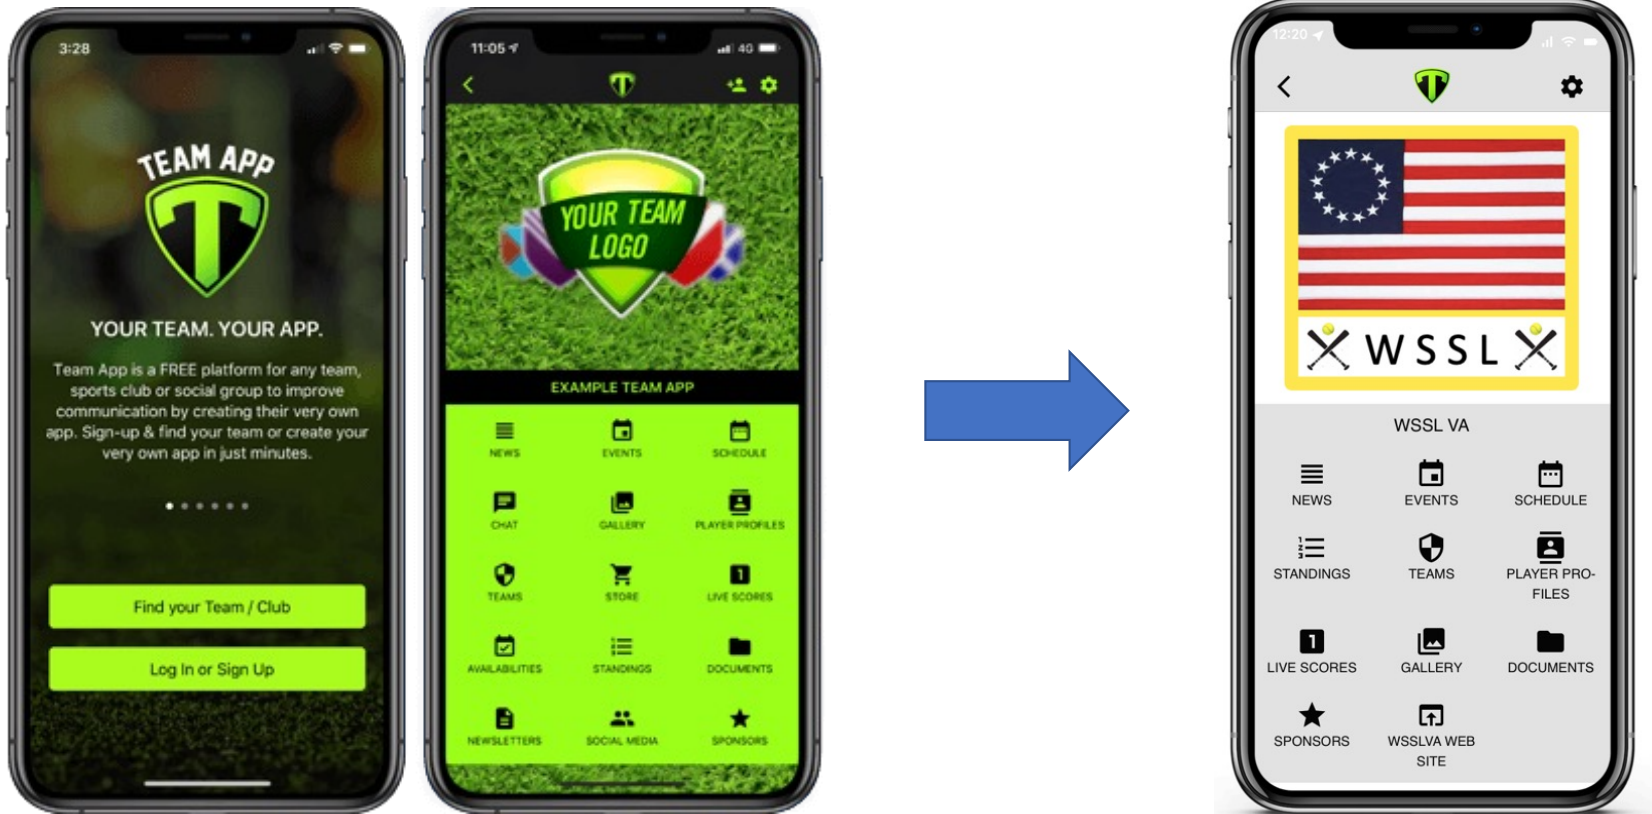 3:28
TEAM APP
T
YOUR TEAM. YOUR APP.
Team App is a FREE platform for any team,
sports club or social group to improve
communication by creating their very own
app. Sign-up & find your team or create your
very own app in just minutes.
Find your Team / Club
Log In or Sign Up
11:05
4G
T
YOUR TEAM
LOGO
EXAMPLE TEAM APP
NEWS
EVENTS
SCHEDULE
CHAT
GALLERY
PLAYER PROFILES
TEAMS
STORE
1
LIVE SCORES
AVAILABILITIES
STANDINGS
DOCUMENTS
NEWSLETTERS
SOCIAL MEDIA
SPONSORS
12:20
T
WSSL
WSSL VA
NEWS
EVENTS
SCHEDULE
1
2
3
STANDINGS
TEAMS
PLAYER PRO-
FILES
1
LIVE SCORES
GALLERY
DOCUMENTS
SPONSORS
WSSLVA WEB
SITE